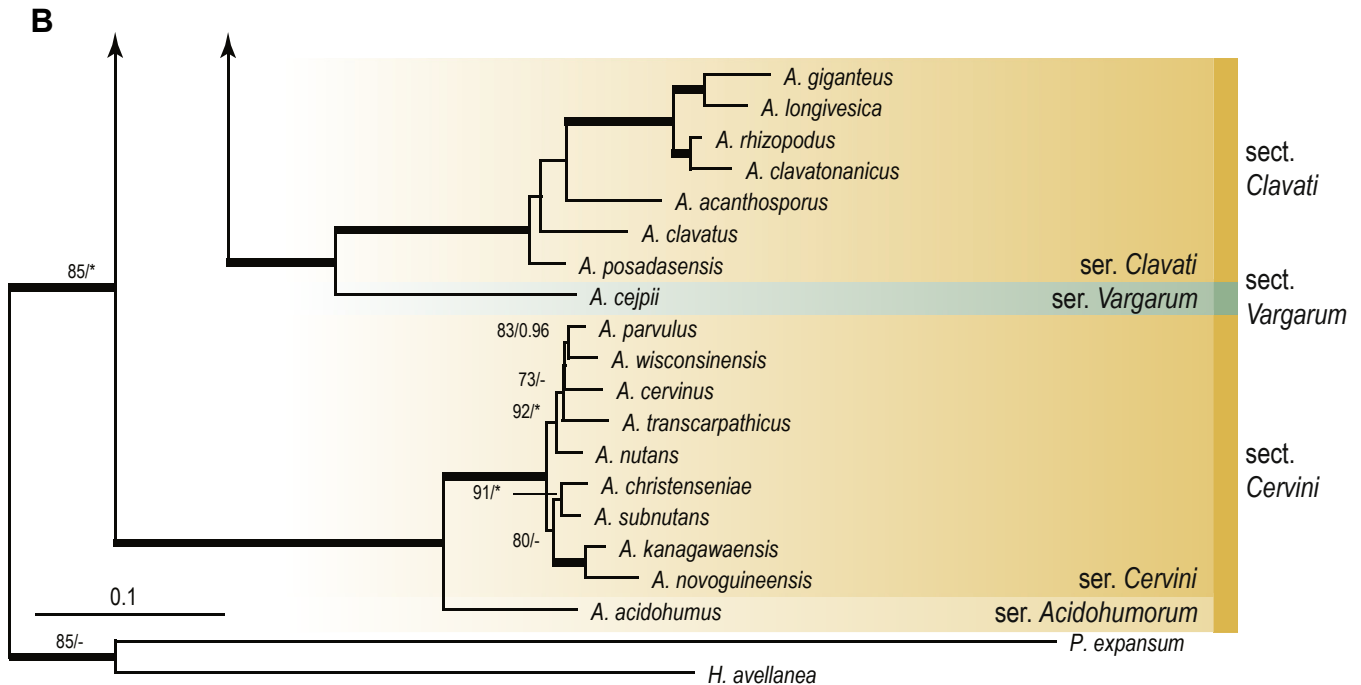 B
A. giganteus
A. longivesica
A. rhizopodus
A. clavatonanicus
sect.
Clavati
A. acanthosporus
A. clavatus
A. posadasensis
ser. Clavati
85/*
sect.
Vargarum
A. cejpii
ser. Vargarum
83/0.96
A. parvulus
A. wisconsinensis
73/-
A. cervinus
92/*
A. transcarpathicus
A. nutans
sect.
Cervini
91/*
A. christenseniae
A. subnutans
80/-
A. kanagawaensis
A. novoguineensis
ser. Cervini
0.1
A. acidohumus
ser. Acidohumorum
85/-
P. expansum
H. avellanea